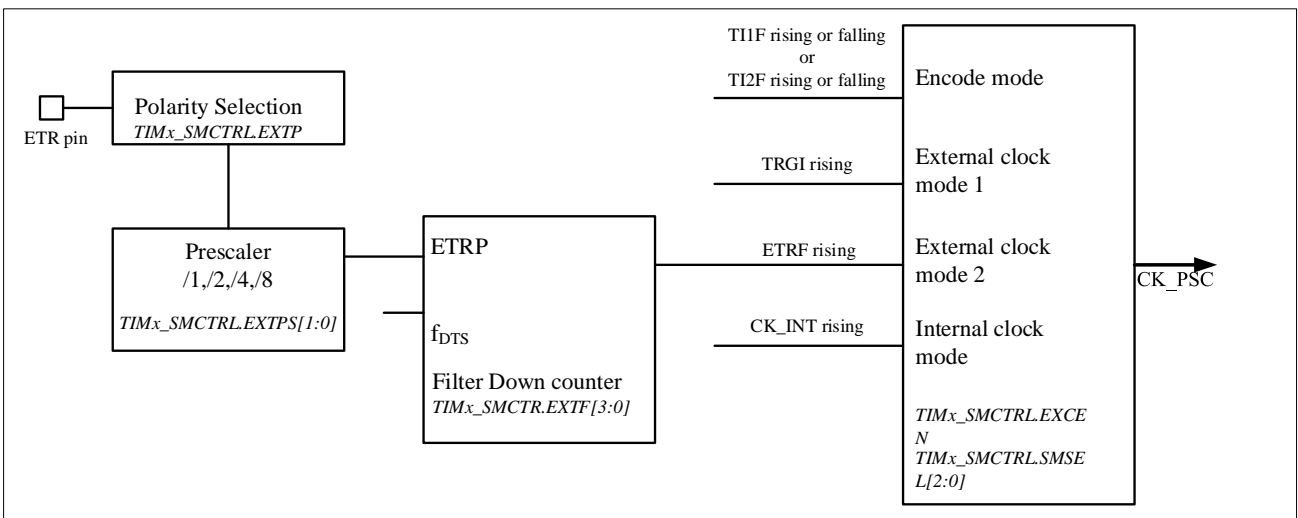 TI1F rising or falling
or
TI2F rising or falling
Encode mode
Polarity Selection
TIMx_SMCTRL.EXTP
ETR pin
TRGI rising
External clock
mode 1
Prescaler
/1,/2,/4,/8
TIMx_SMCTRL.EXTPS[1:0]
ETRP
fDTS
Filter Down counter
TIMx_SMCTR.EXTF[3:0]
ETRF rising
External clock
mode 2
CK_PSC
CK_INT rising
Internal clock
mode
TIMx_SMCTRL.EXCE
N
TIMx_SMCTRL.SMSE
L[2:0]